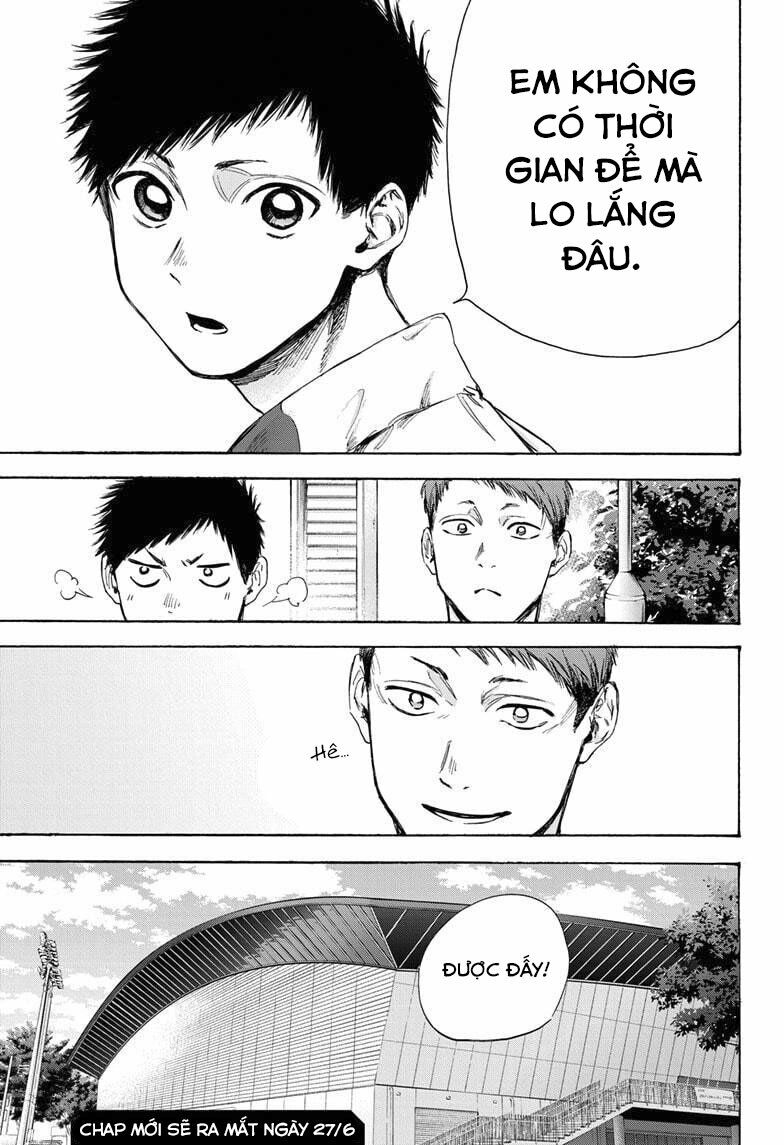 EM KHÔNG
CÓ THỜI
GIAN ĐỂ MÀ
LO LẮNG
ĐÂU.
Hê...
ĐƯỢC ĐẤY!
CHAP MỚI SẼ RA MẮT NGÀY 27/6